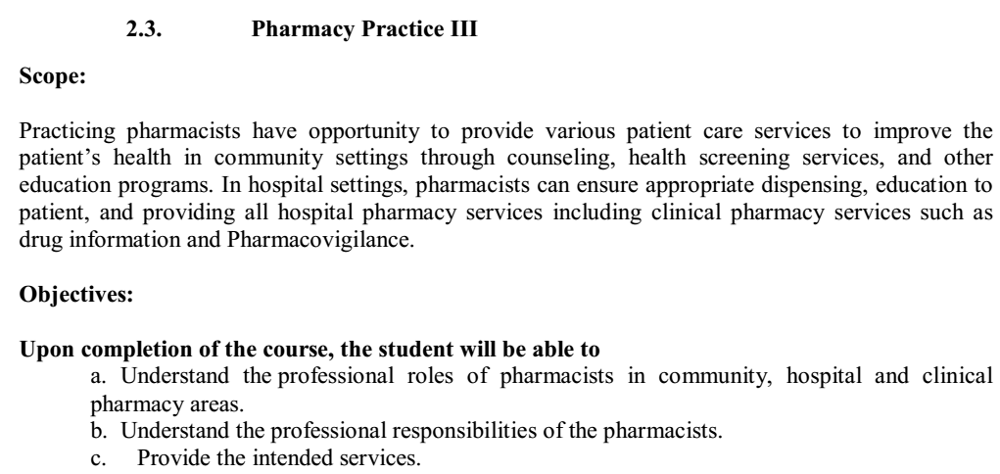 2.3. Pharmacy Practice III
Scope:
Practicing pharmacists have opportunity to provide various patient care services to improve the
patient’s health in community settings through counseling, health screening services, and other
education programs. In hospital settings, pharmacists can ensure appropriate dispensing, education to
patient, and providing all hospital pharmacy services including clinical pharmacy services such as
drug information and Pharmacovigilance.
Objectives:
Upon completion of the course, the student will be able to
a. Understand the professional roles of pharmacists in community, hospital and clinical
pharmacy areas.
b. Understand the professional responsibilities of the pharmacists.
c. Provide the intended services.